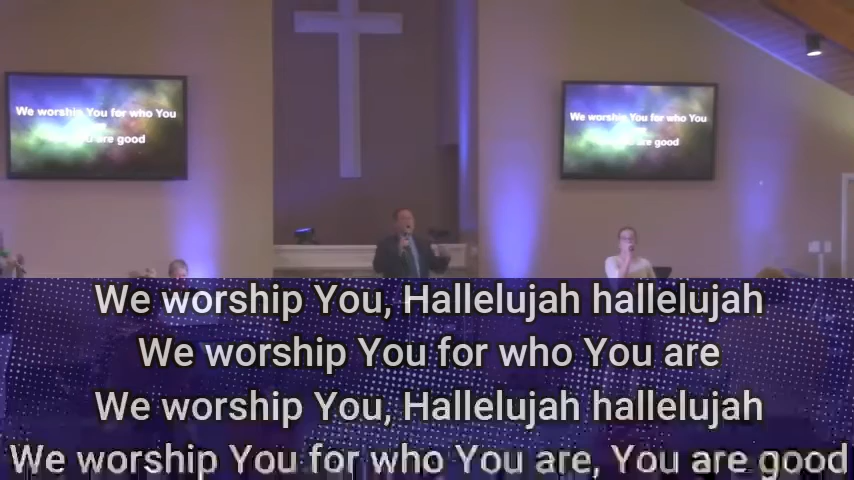 We worship You for who You
are good
We worship You for who You
are good
We worship You, Hallelujah hallelujah
We worship You for who You are
We worship You, Hallelujah hallelujah
We worship You for who You are, You are good